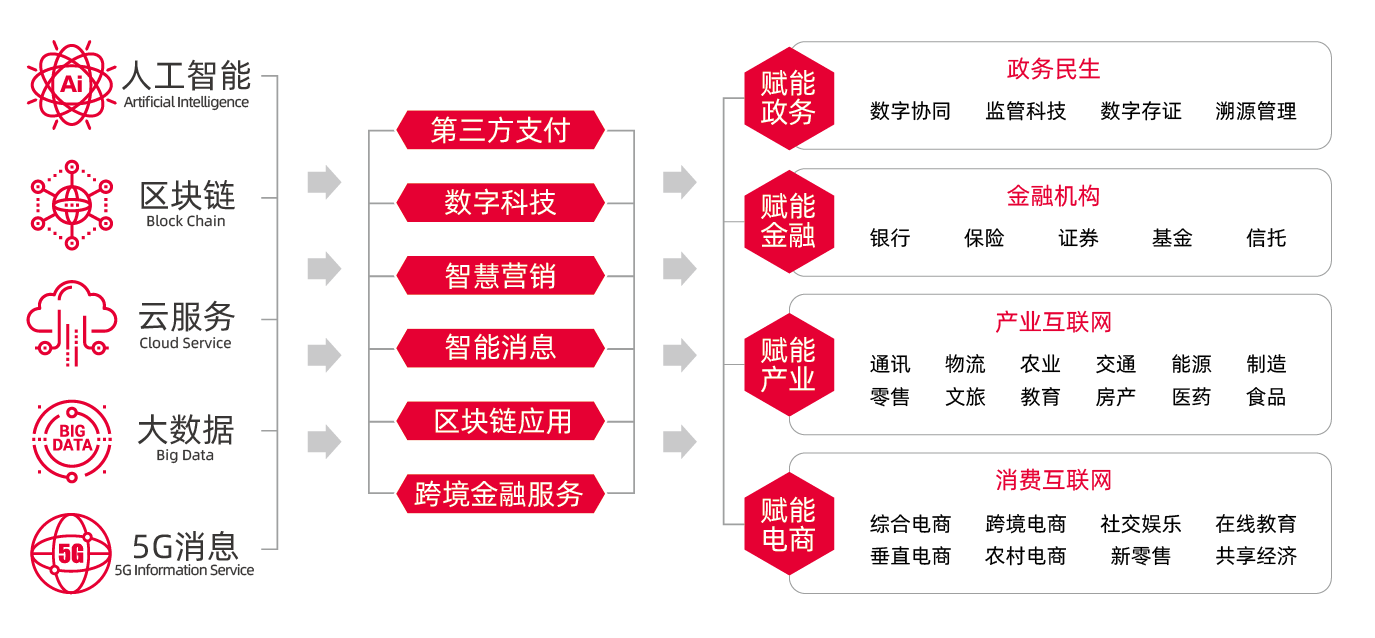 Ai
人工智能
Artificial Intelligence
区块链
Block Chain
云服务
Cloud Service
BIG
DATA
大数据
Big Data
5G
5G消息
5G Information Service
第三方支付
数字科技
智慧营销
智能消息
区块链应用
跨境金融服务
赋能
政务
政务民生
数字协同 监管科技 数字存证 溯源管理
赋能
金融
金融机构
银行 保险 证券 基金 信托
赋能
产业
产业互联网
通讯 物流 农业 交通 能源 制造
零售 文旅 教育 房产 医药 食品
赋能
电商
消费互联网
综合电商 跨境电商 社交娱乐 在线教育
垂直电商 农村电商 新零售 共享经济